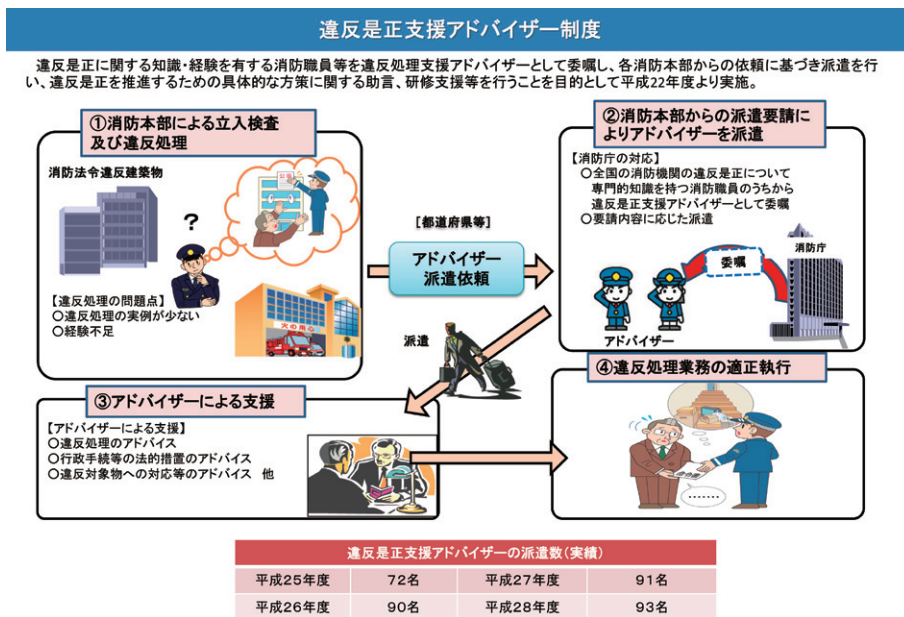 違反是正支援アドバイザー制度
違反是正に関する知識・経験を有する消防職員等を違反処理支援アドバイザーとして委嘱し、各消防本部からの依頼に基づき派遣を行
い、違反是正を推進するための具体的な方策に関する助言、研修支援等を行うことを目的として平成22年度より実施。
①消防本部による立入検査
及び違反処理
消防法令違反建築物
?
【違反処理の問題点】
○違反処理の実例が少ない
○経験不足
火の用心
[都道府県等]
アドバイザー
派遣依頼
派遣
②消防本部からの派遣要請に
よりアドバイザーを派遣
【消防庁の対応】
○全国の消防機関の違反是正について
専門的知識を持つ消防職員のうちから
違反是正支援アドバイザーとして委嘱
○要請内容に応じた派遣
消防庁
委嘱
アドバイザー
③アドバイザーによる支援
【アドバイザーによる支援】
○違反処理のアドバイス
○行政手続等の法的措置のアドバイス
○違反対象物への対応等のアドバイス 他
④違反処理業務の適正執行
・・・・・・・
違反是正支援アドバイザーの派遣数(実績)
平成25年度 72名 平成27年度 91名
平成26年度 90名 平成28年度 93名